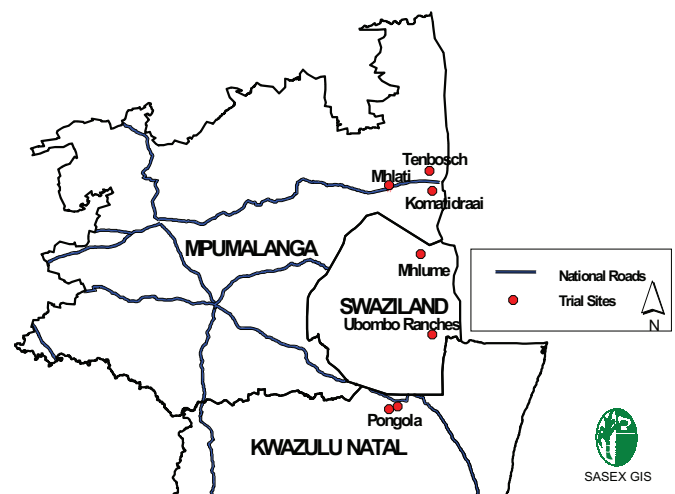 Tenbosch
Mhlati
Komatidraai
MPUMALANGA
Mhlume
National Roads
Trial Sites
N
SWAZILAND
Ubombo Ranches
Pongola
KWAZULU NATAL
SASEX GIS